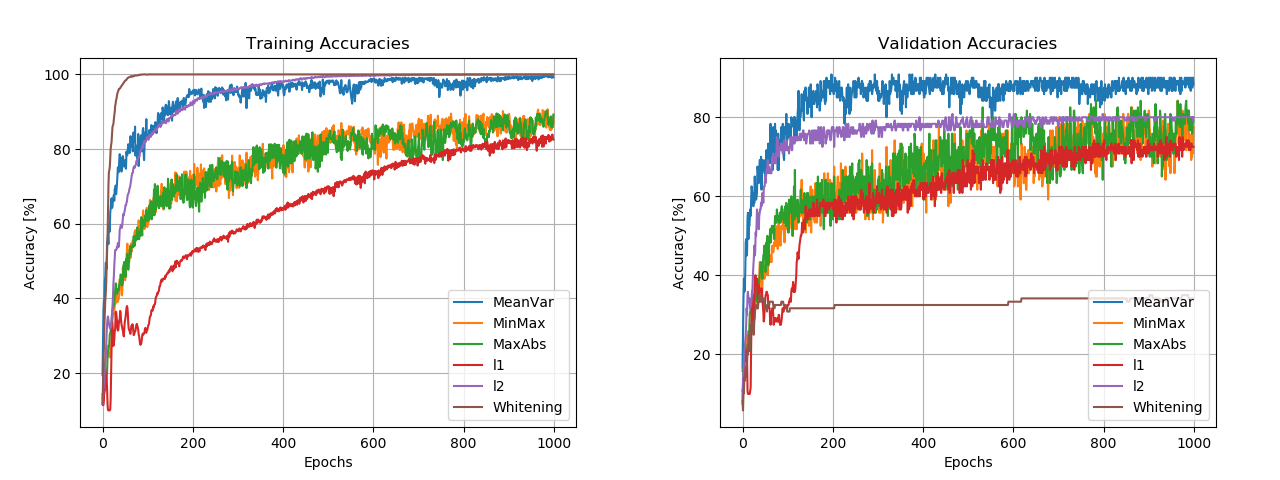 Training Accuracies
100
80
60
40
20
Accuracy [%]
0
200
400
600
800
1000
Epochs
MeanVar
MinMax
MaxAbs
l1
l2
Whitening
Validation Accuracies
80
60
40
20
Accuracy [%]
0
200
400
600
800
1000
Epochs
MeanVar
MinMax
MaxAbs
l1
l2
Whitening